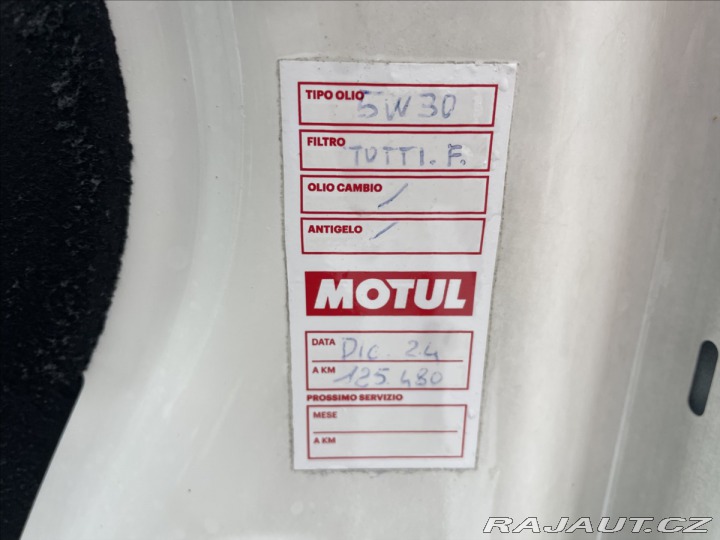 TIPO OLIO 5W30
FILTRO TUTTI. F.
OLIO CAMBIO /
ANTIGELO /
MOTUL
DATA DIC. 24
A KM 125.480
PROSSIMO SERVIZIO
MESE
A KM
RAJAUT.CZ